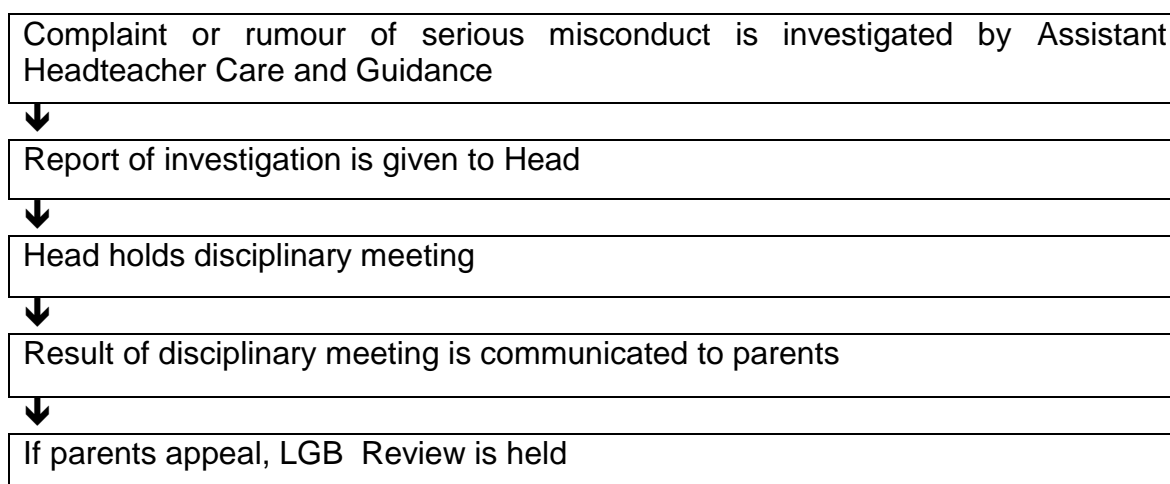 Complaint or rumour of serious misconduct is investigated by Assistant
Headteacher Care and Guidance
Report of investigation is given to Head
Head holds disciplinary meeting
Result of disciplinary meeting is communicated to parents
If parents appeal, LGB  Review is held